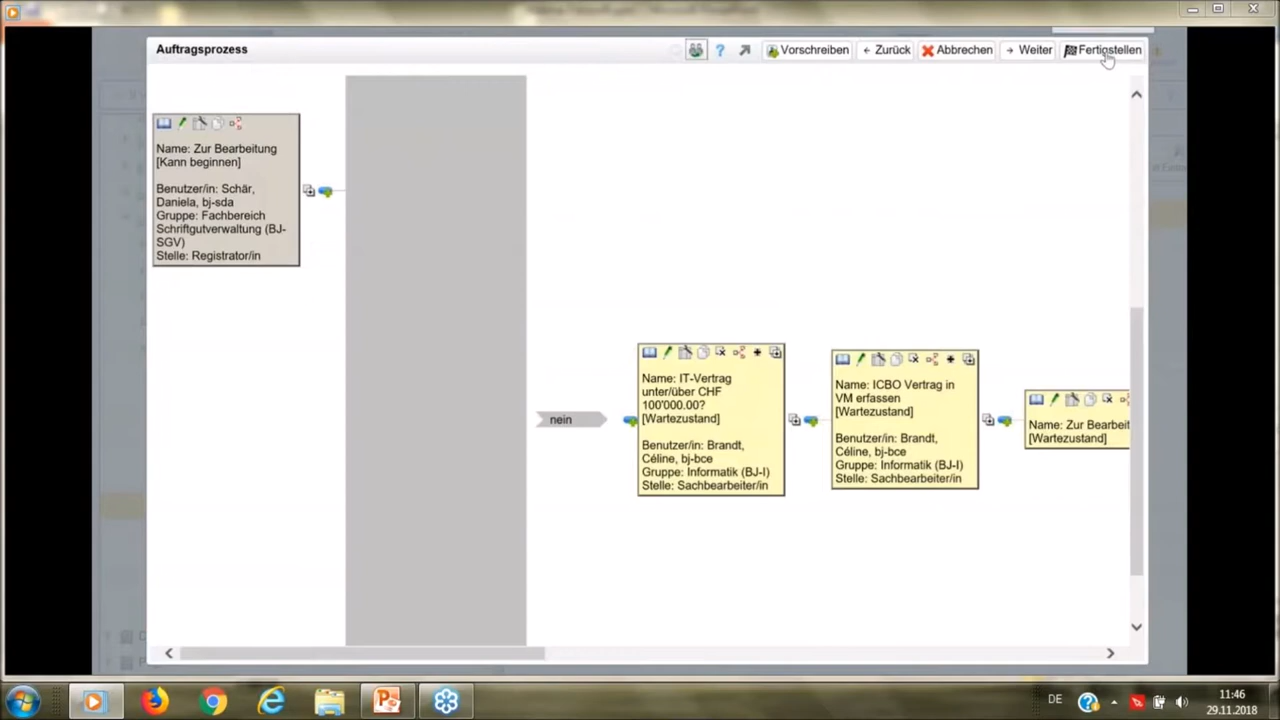 Auftragsprozess
?
Vorschreiben
Zurück
Abbrechen
Weiter
Fertigstellen
Name: Zur Bearbeitung
[Kann beginnen]
Benutzer/in: Schär,
Daniela, bj-sda
Gruppe: Fachbereich
Schriftgutverwaltung (BJ-
SGV)
Stelle: Registrator/in
nein
Name: IT-Vertrag
unter/über CHF
100'000.00?
[Wartezustand]
Benutzer/in: Brandt,
Céline, bj-bce
Gruppe: Informatik (BJ-I)
Stelle: Sachbearbeiter/in
Name: ICBO Vertrag in
VM erfassen
[Wartezustand]
Benutzer/in: Brandt,
Céline, bj-bce
Gruppe: Informatik (BJ-I)
Stelle: Sachbearbeiter/in
Name: Zur Bearbeit
[Wartezustand]
DE
11:46
29.11.2018